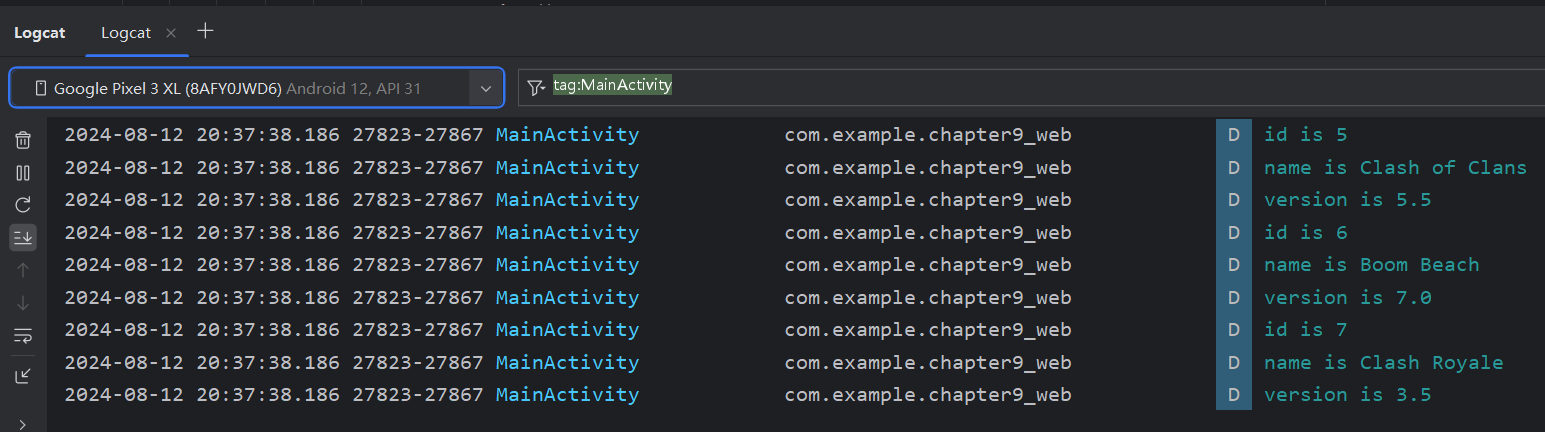 Logcat Logcat
Google Pixel 3 XL (8AFY0JWD6) Android 12, API 31 tag:MainActivity
2024-08-12 20:37:38.186 27823-27867 MainActivity com.example.chapter9_web D id is 5
2024-08-12 20:37:38.186 27823-27867 MainActivity com.example.chapter9_web D name is Clash of Clans
2024-08-12 20:37:38.186 27823-27867 MainActivity com.example.chapter9_web D version is 5.5
2024-08-12 20:37:38.186 27823-27867 MainActivity com.example.chapter9_web D id is 6
2024-08-12 20:37:38.186 27823-27867 MainActivity com.example.chapter9_web D name is Boom Beach
2024-08-12 20:37:38.186 27823-27867 MainActivity com.example.chapter9_web D version is 7.0
2024-08-12 20:37:38.186 27823-27867 MainActivity com.example.chapter9_web D id is 7
2024-08-12 20:37:38.186 27823-27867 MainActivity com.example.chapter9_web D name is Clash Royale
2024-08-12 20:37:38.186 27823-27867 MainActivity com.example.chapter9_web D version is 3.5